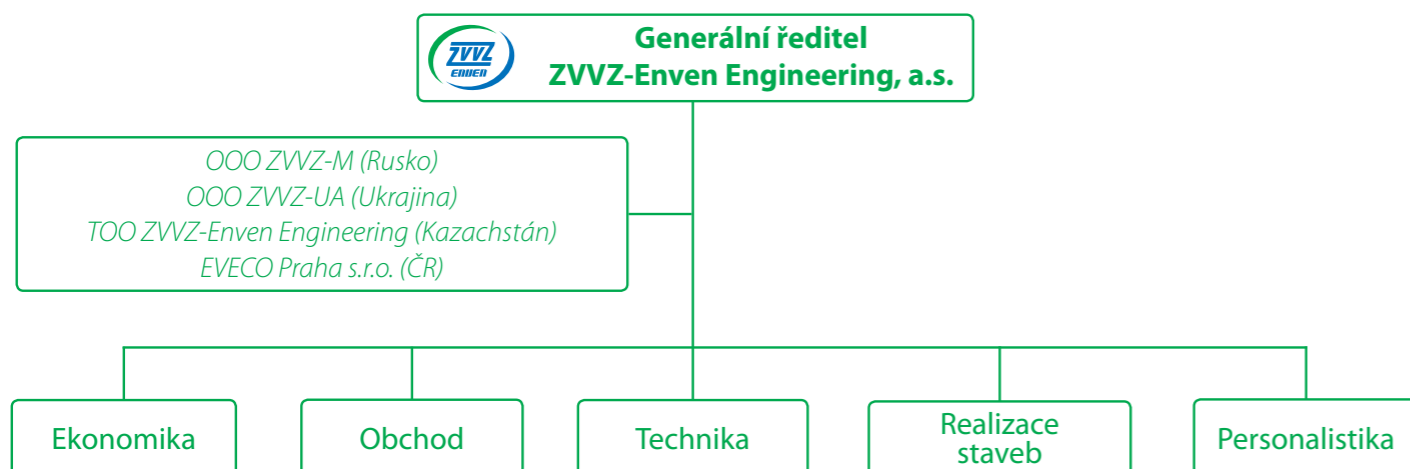 ZVVZ
ENVEN
Generální ředitel
ZVVZ-Enven Engineering, a.s.
OOO ZVVZ-M (Rusko)
OOO ZVVZ-UA (Ukrajina)
TOO ZVVZ-Enven Engineering (Kazachstán)
EVECO Praha s.r.o. (ČR)
Ekonomika
Obchod
Technika
Realizace
staveb
Personalistika